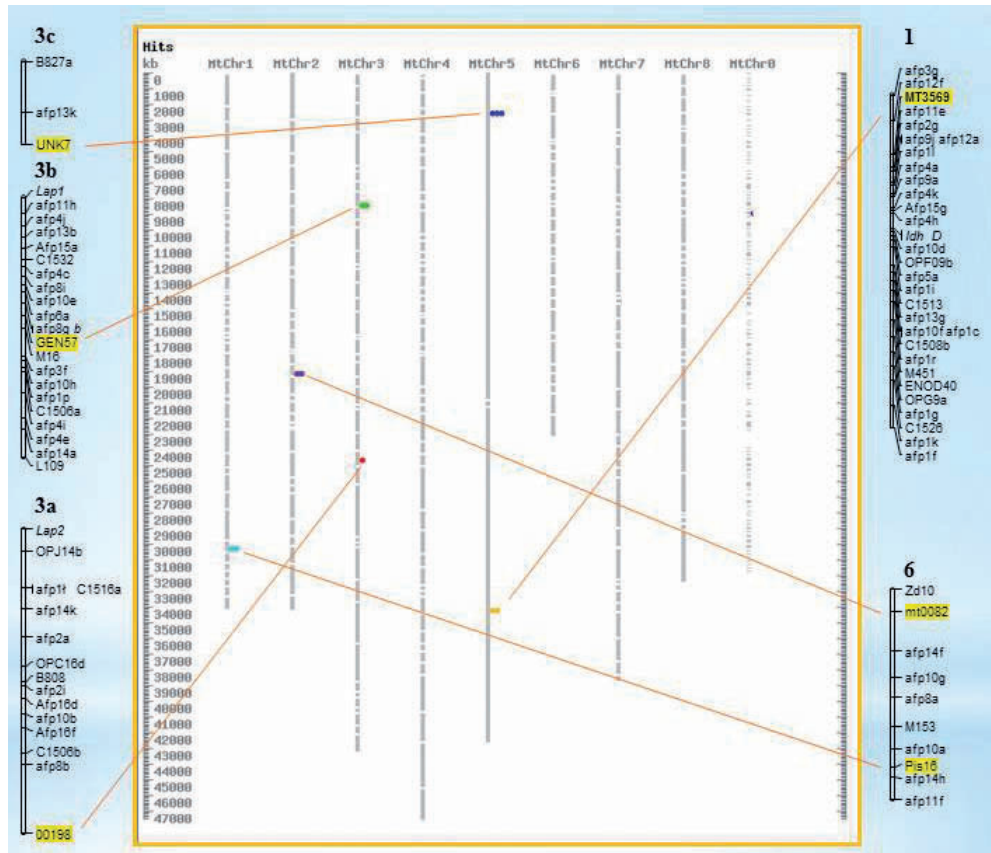 3c
B827a
afp13k
UNK7
3b
Lap1
afp11h
afp4j
afp13b
Afp15a
C1532
afp4c
afp8i
afp10e
afp6a
afp8q b
GEN57
M16
afp3f
afp10h
afp1p
C1506a
afp4i
afp4e
afp14a
L109
3a
Lap2
OPJ14b
C1516a
afp14k
afp2a
OPC16d
B808
afp2i
Afp16d
afp10b
Afp16f
C1506b
afp8b
00198
Hits
kb MtChr1 MtChr2 MtChr3 MtChr4 MtChr5 MtChr6 MtChr7 MtChr8 MtChr0
0
1000
2000
3000
4000
5000
6000
7000
8000
9000
10000
11000
12000
13000
14000
15000
16000
17000
18000
19000
20000
21000
22000
23000
24000
25000
26000
27000
28000
29000
30000
31000
32000
33000
34000
35000
36000
37000
38000
39000
40000
41000
42000
43000
44000
45000
46000
47000
1
afp3g
afp12f
MT3569
afp11e
afp2g
afp9j afp12a
afp1l
afp4a
afp9a
afp4k
Afp15g
afp4h
Idh D
afp10d
OPF09b
afp5a
afp1i
C1513
afp13g
afp10f afp1c
C1508b
afp1r
M451
ENOD40
OPG9a
afp1g
C1526
afp1k
afp1f
6
Zd10
mt0082
afp14f
afp10g
afp8a
M153
afp10a
Pis16
afp14h
afp11f